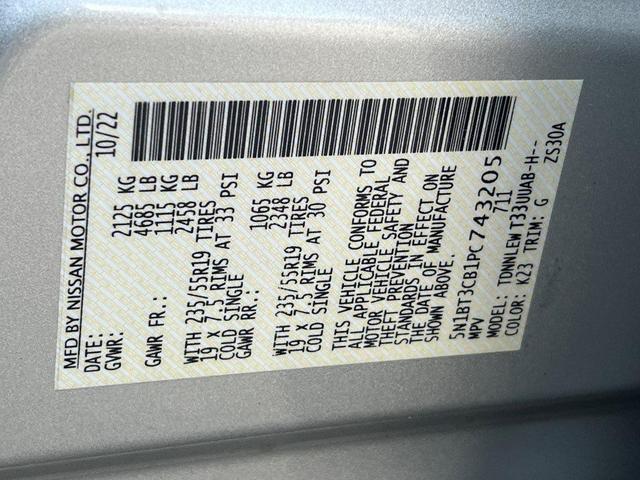 MFD BY NISSAN MOTOR CO., LTD.
DATE: 10/22
GVWR: 2125 KG
4685 LB
GAWR FR.: 1115 KG
2458 LB
WITH 235/55R19 TIRES
19 x 7.5 RIMS AT 33 PSI
COLD SINGLE
GAWR RR.: 1065 KG
2348 LB
WITH 235/55R19 TIRES
19 x 7.5 RIMS AT 30 PSI
COLD SINGLE
THIS VEHICLE CONFORMS TO
ALL APPLICABLE FEDERAL
MOTOR VEHICLE SAFETY AND
THEFT PREVENTION
STANDARDS IN EFFECT ON
THE DATE OF MANUFACTURE
SHOWN ABOVE.
5N1BT3CB1PC743205
MPV 711
MODEL: TDNNLEWT33UUAB-H--
COLOR: K23 TRIM: G ZS30A